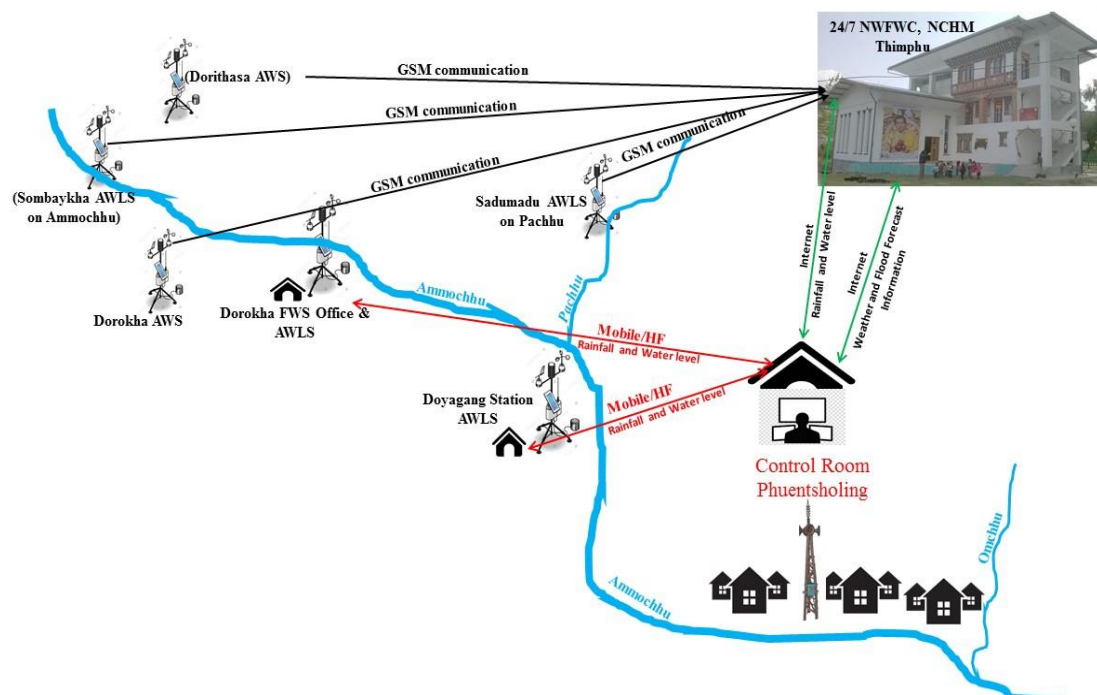 24/7 NWFWC, NCHM
Thimphu
(Dorithasa AWS)
GSM communication
GSM communication
GSM communication
GSM communication
(Sombaykha AWLS
on Ammochhu)
Sadumadu AWLS
on Pachhu
Dorokha AWS
Dorokha FWS Office &
AWLS
Ammochhu
Pachhu
Internet
Rainfall and Water level
Internet
Weather and Flood Forecast
Information
Mobile/HF
Rainfall and Water level
Doyagang Station
AWLS
Mobile/HF
Rainfall and Water level
Control Room
Phuentsholing
Ammochhu
Omchhu